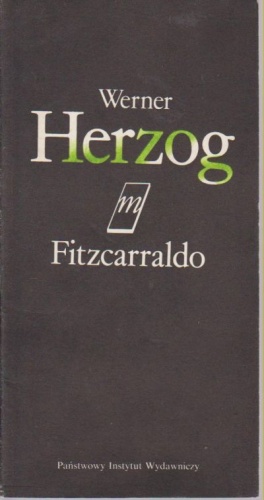 Werner
Herzog
m
Fitzcarraldo
Państwowy Instytut Wydawniczy